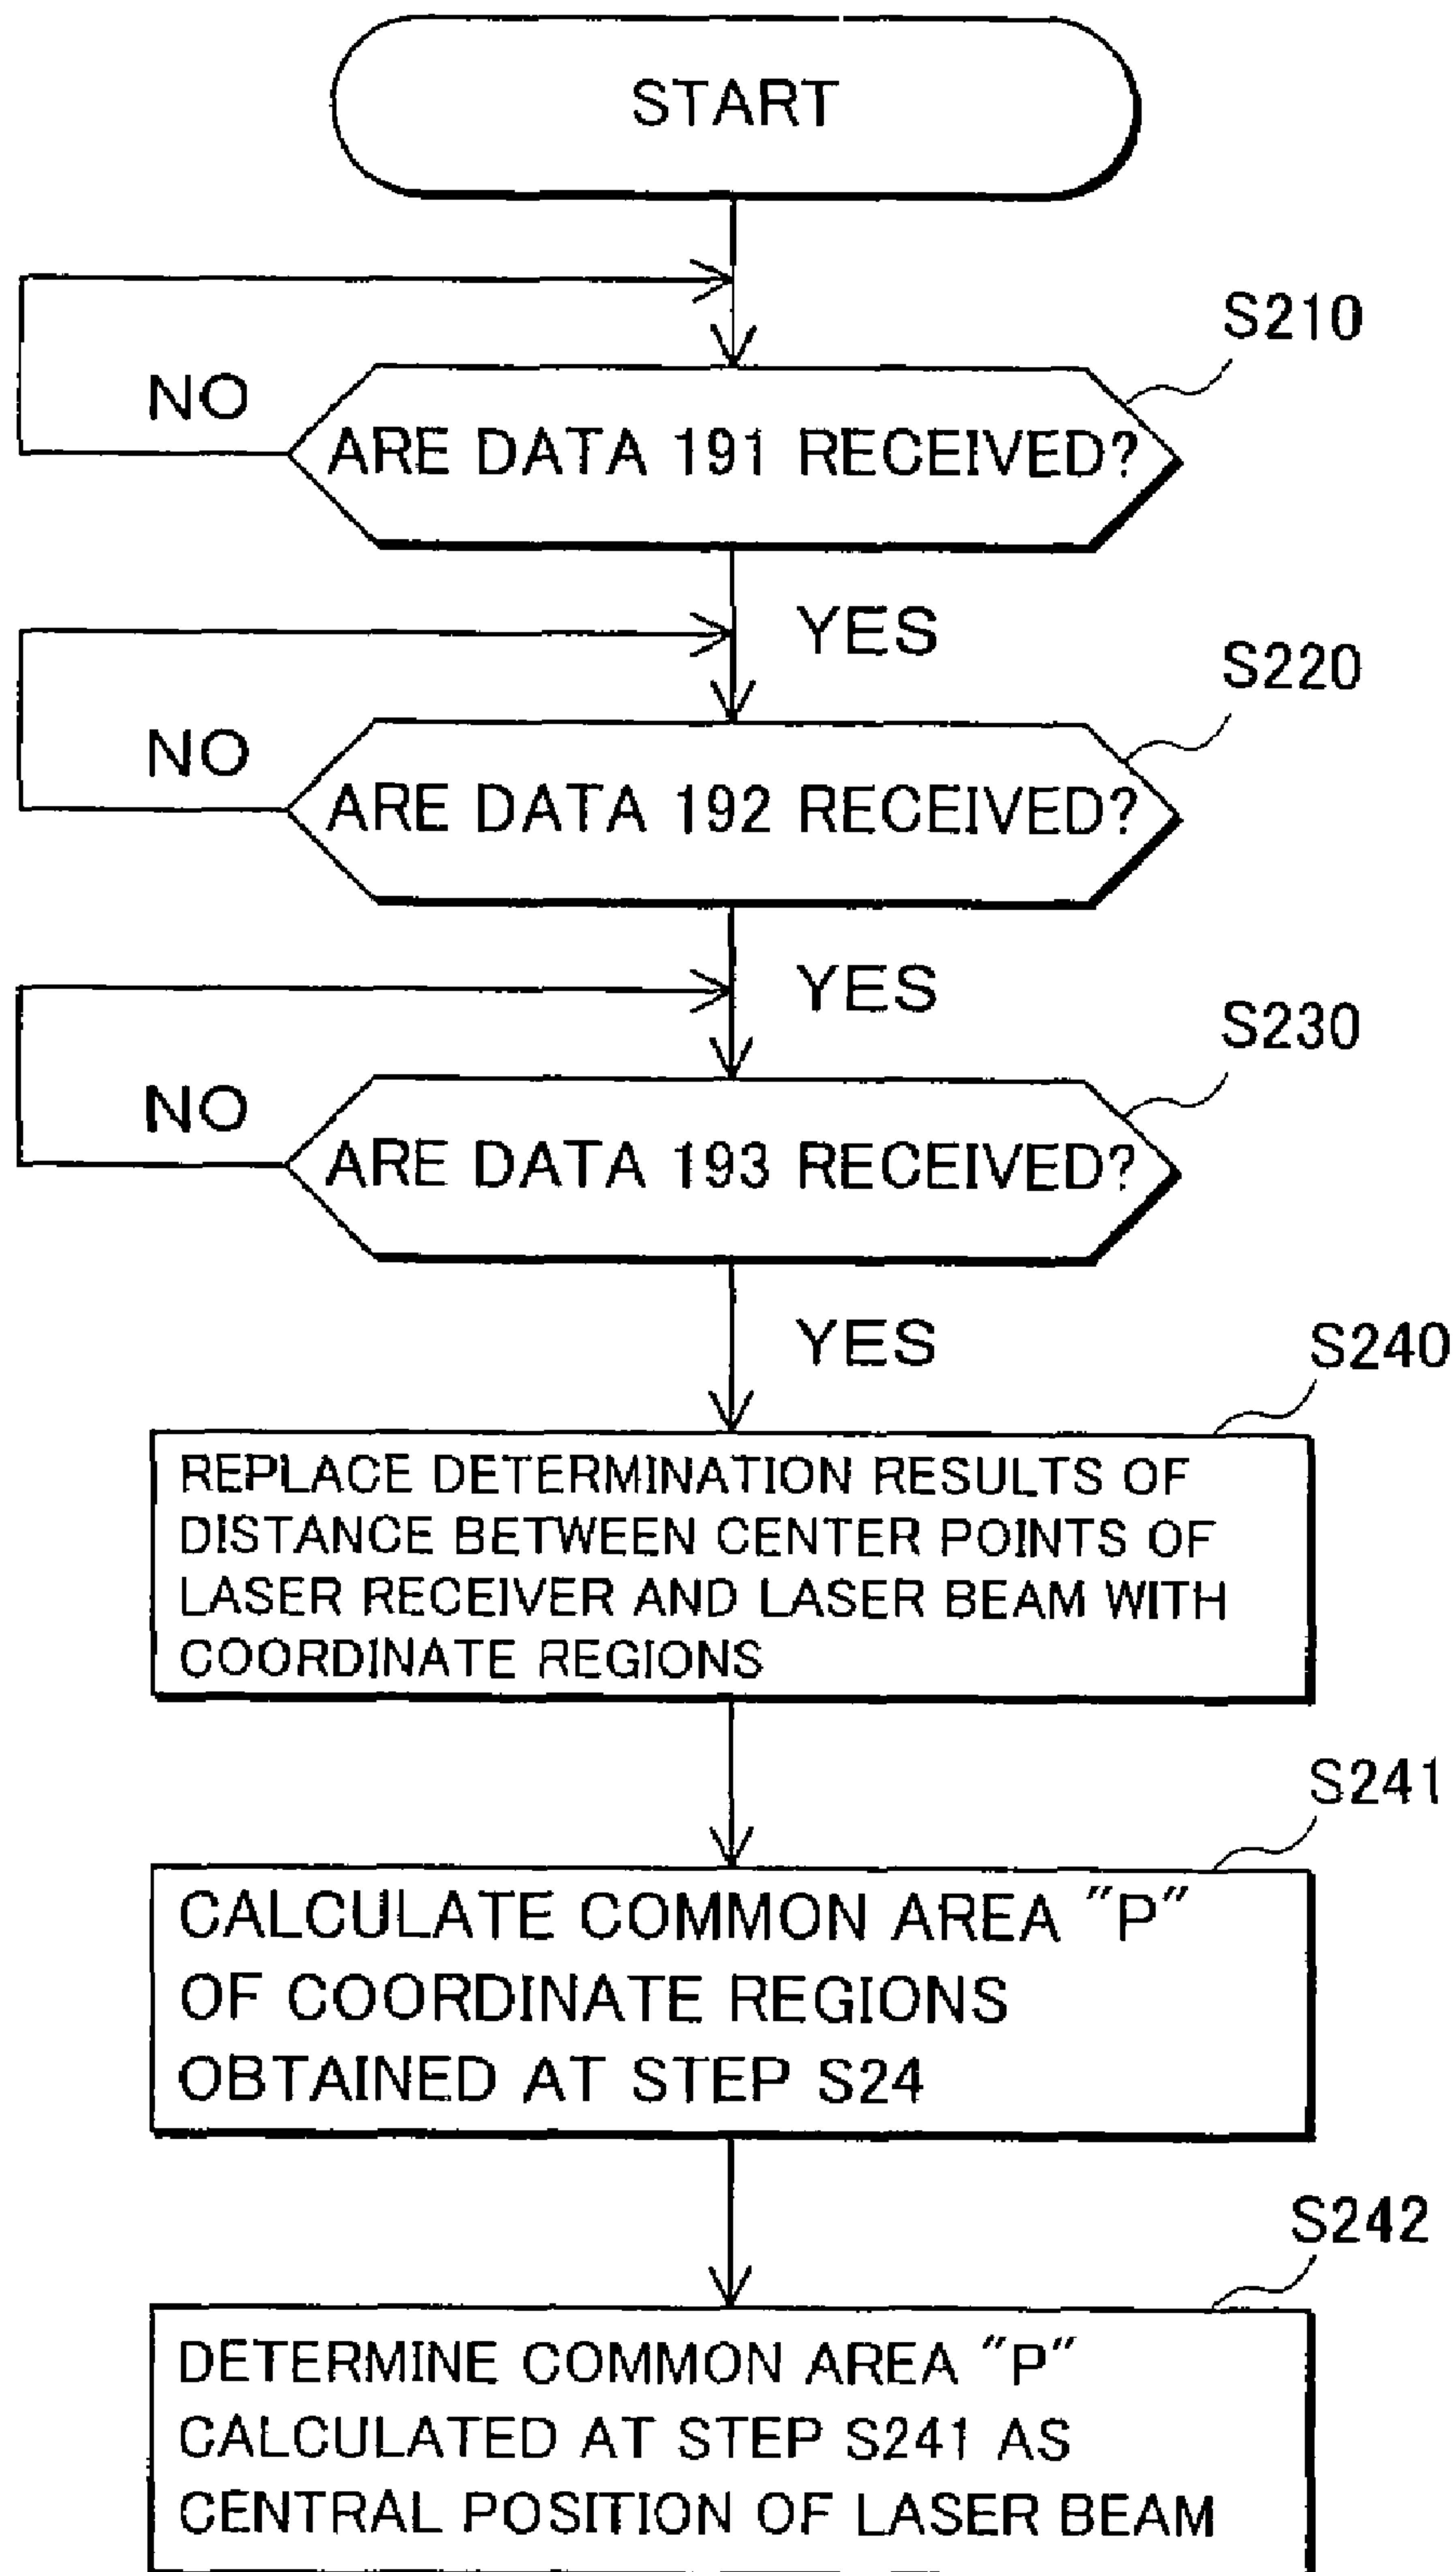 START
S210
NO
ARE DATA 191 RECEIVED?
YES
S220
NO
ARE DATA 192 RECEIVED?
YES
S230
NO
ARE DATA 193 RECEIVED?
YES
S240
REPLACE DETERMINATION RESULTS OF
DISTANCE BETWEEN CENTER POINTS OF
LASER RECEIVER AND LASER BEAM WITH
COORDINATE REGIONS
S241
CALCULATE COMMON AREA "P"
OF COORDINATE REGIONS
OBTAINED AT STEP S24
S242
DETERMINE COMMON AREA "P"
CALCULATED AT STEP S241 AS
CENTRAL POSITION OF LASER BEAM